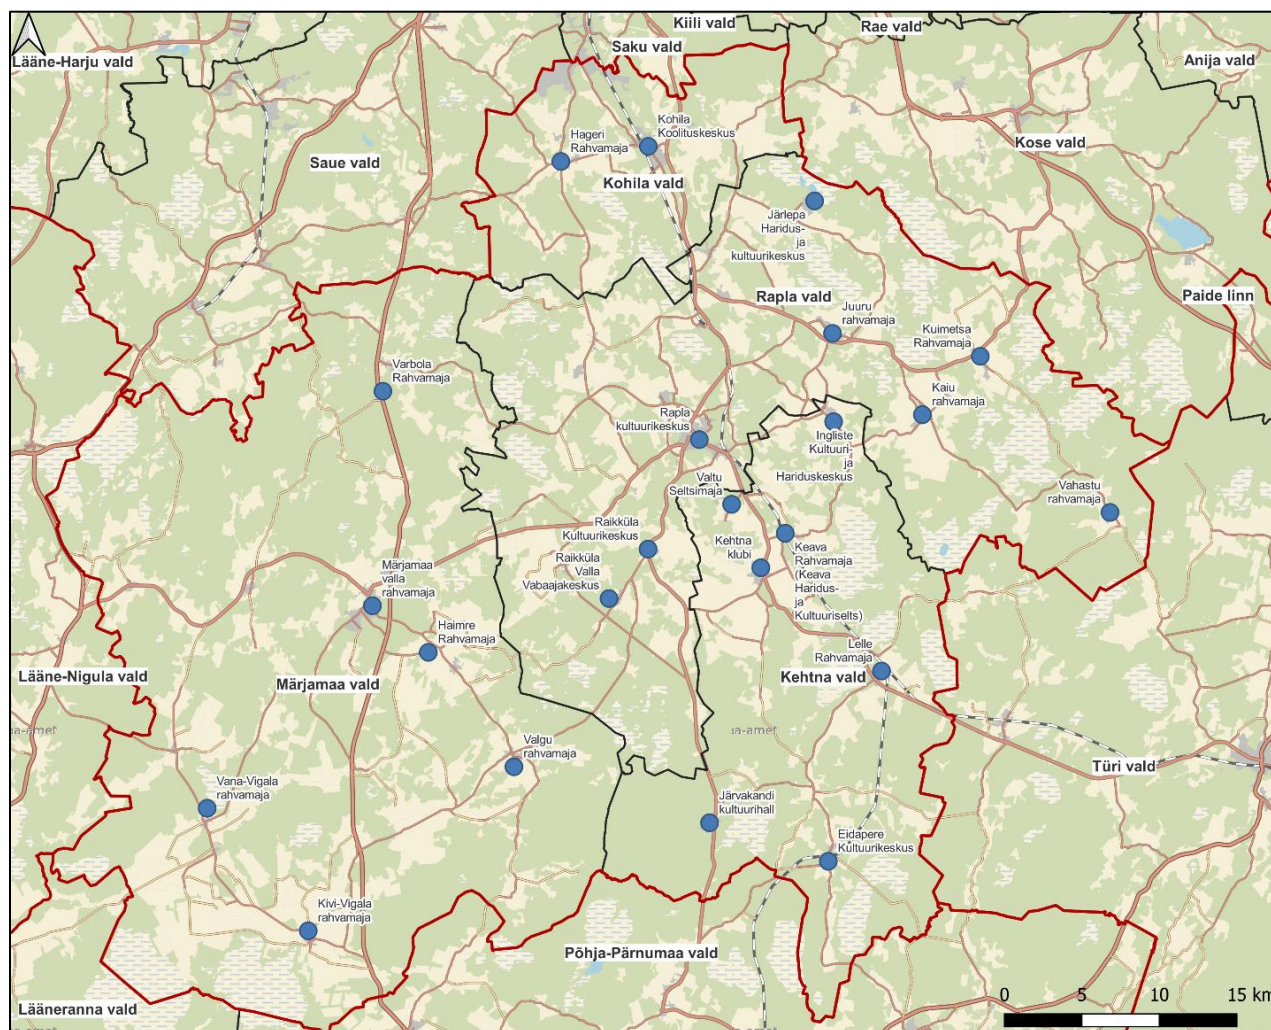 Kiili vald
Rae vald
Saku vald
Lääne-Harju vald
Anija vald
Kose vald
Saue vald
Hageri
Rahvamaja
Kohila
Koolituskeskus
Kohila vald
Järlepa
Haridus-
ja
kultuurikeskus
Rapla vald
Paide linn
Juuru
rahvamaja
Kuimetsa
Rahvamaja
Varbola
Rahvamaja
Kaiu
rahvamaja
Rapla
kultuurikeskus
Ingliste
Kultuuri-
ja
Hariduskeskus
Valtu
Seltsimaja
Vahastu
rahvamaja
Raikküla
Kultuurikeskus
Kehtna
klubi
Keava
Rahvamaja
(Keava
Haridus-
ja
Kultuuriselts)
Raikküla
Valla
Vabaajakeskus
Märjamaa
valla
rahvamaja
Haimre
Rahvamaja
Lelle
Rahvamaja
Lääne-Nigula vald
Märjamaa vald
Kehtna vald
aa-amet
aa-amet
Valgu
rahvamaja
Türi vald
Vana-Vigala
rahvamaja
Järvakandi
kultuurihall
Eidapere
Kultuurikeskus
Kivi-Vigala
rahvamaja
Põhja-Pärnumaa vald
Lääneranna vald
0 5 10 15 km